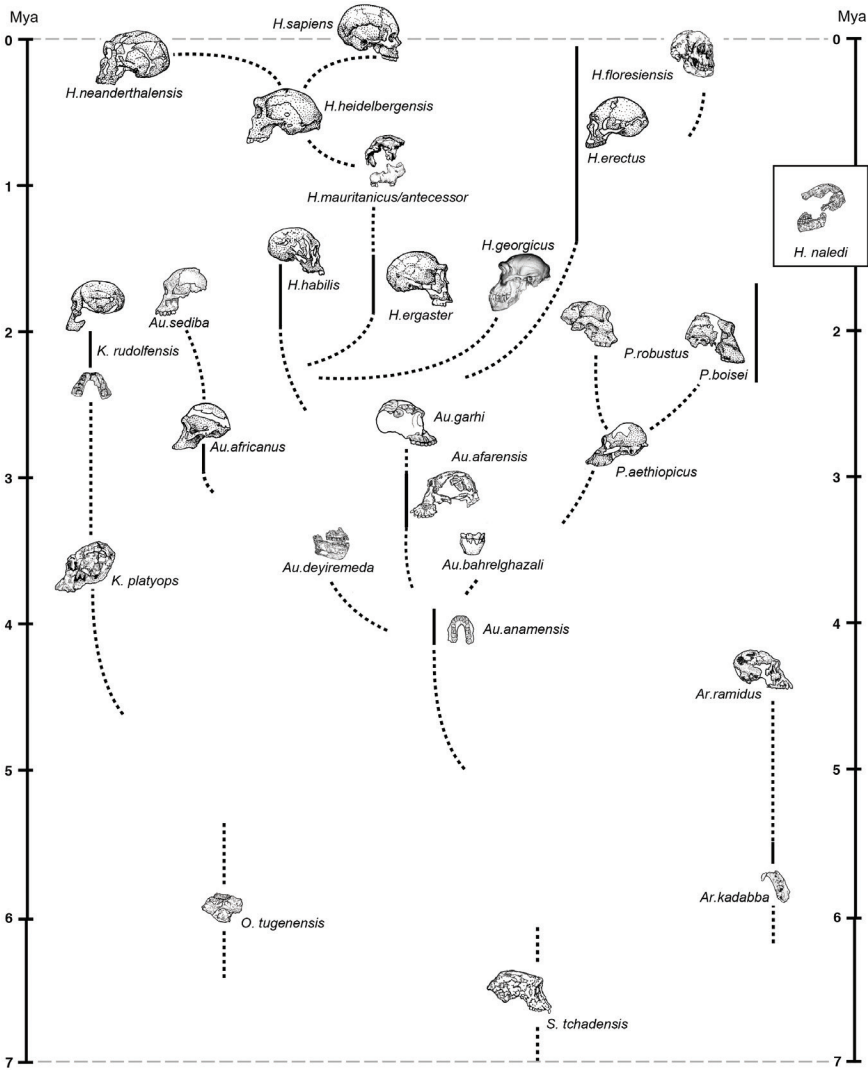 Mya
Mya
0
0
H.sapiens
H.neanderthalensis
H.heidelbergensis
H.floresiensis
H.erectus
1
1
H.mauritanicus/antecessor
H. naledi
H.georgicus
H.habilis
H.ergaster
Au.sediba
2
2
K. rudolfensis
P.robustus
P.boisei
Au.garhi
Au.africanus
Au.afarensis
P.aethiopicus
3
3
Au.deyiremeda
Au.bahrelghazali
K. platyops
4
4
Au.anamensis
Ar.ramidus
5
5
Ar.kadabba
6
6
O. tugenensis
S. tchadensis
7
7